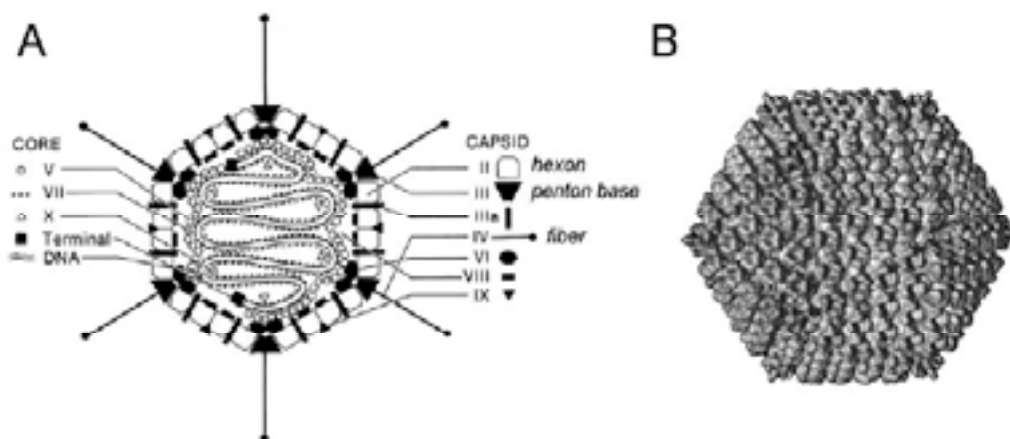 A
B
CORE
V
VII
X
Terminal
DNA
CAPSID
II hexon
III penton base
IIIa
IV fiber
VI
VIII
IX